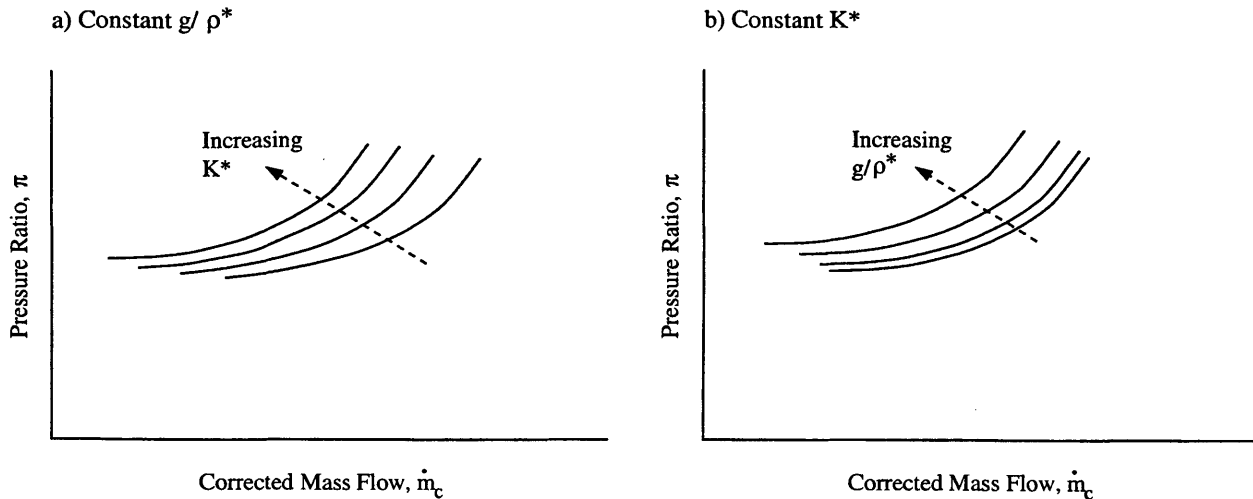 a) Constant g/ ρ*
Increasing
K*
Pressure Ratio, π
Corrected Mass Flow, ṁc
b) Constant K*
Increasing
g/ρ*
Pressure Ratio, π
Corrected Mass Flow, ṁc